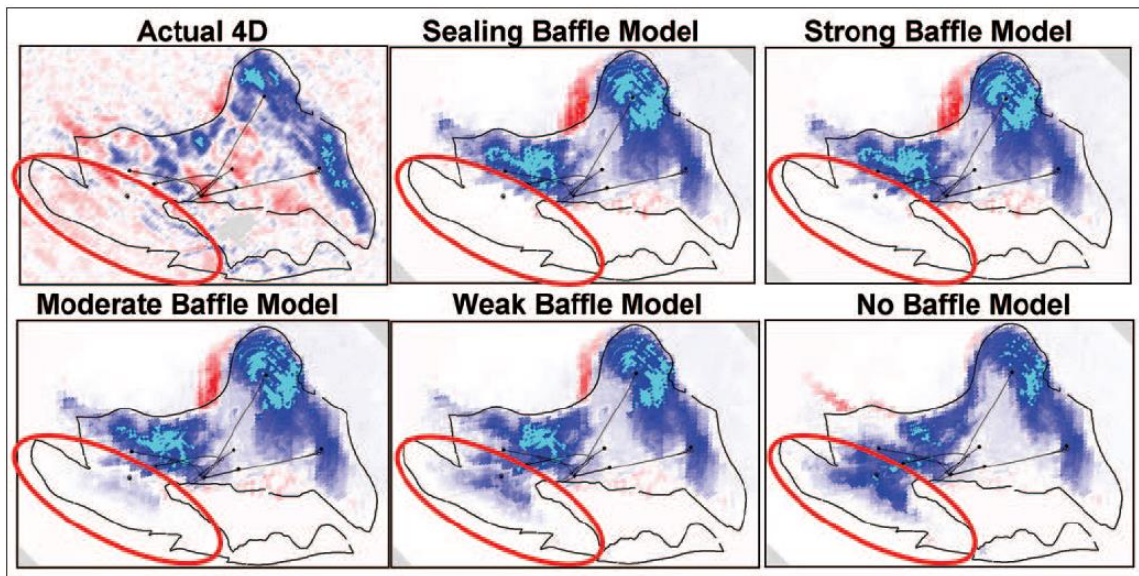 Actual 4D
Sealing Baffle Model
Strong Baffle Model
Moderate Baffle Model
Weak Baffle Model
No Baffle Model